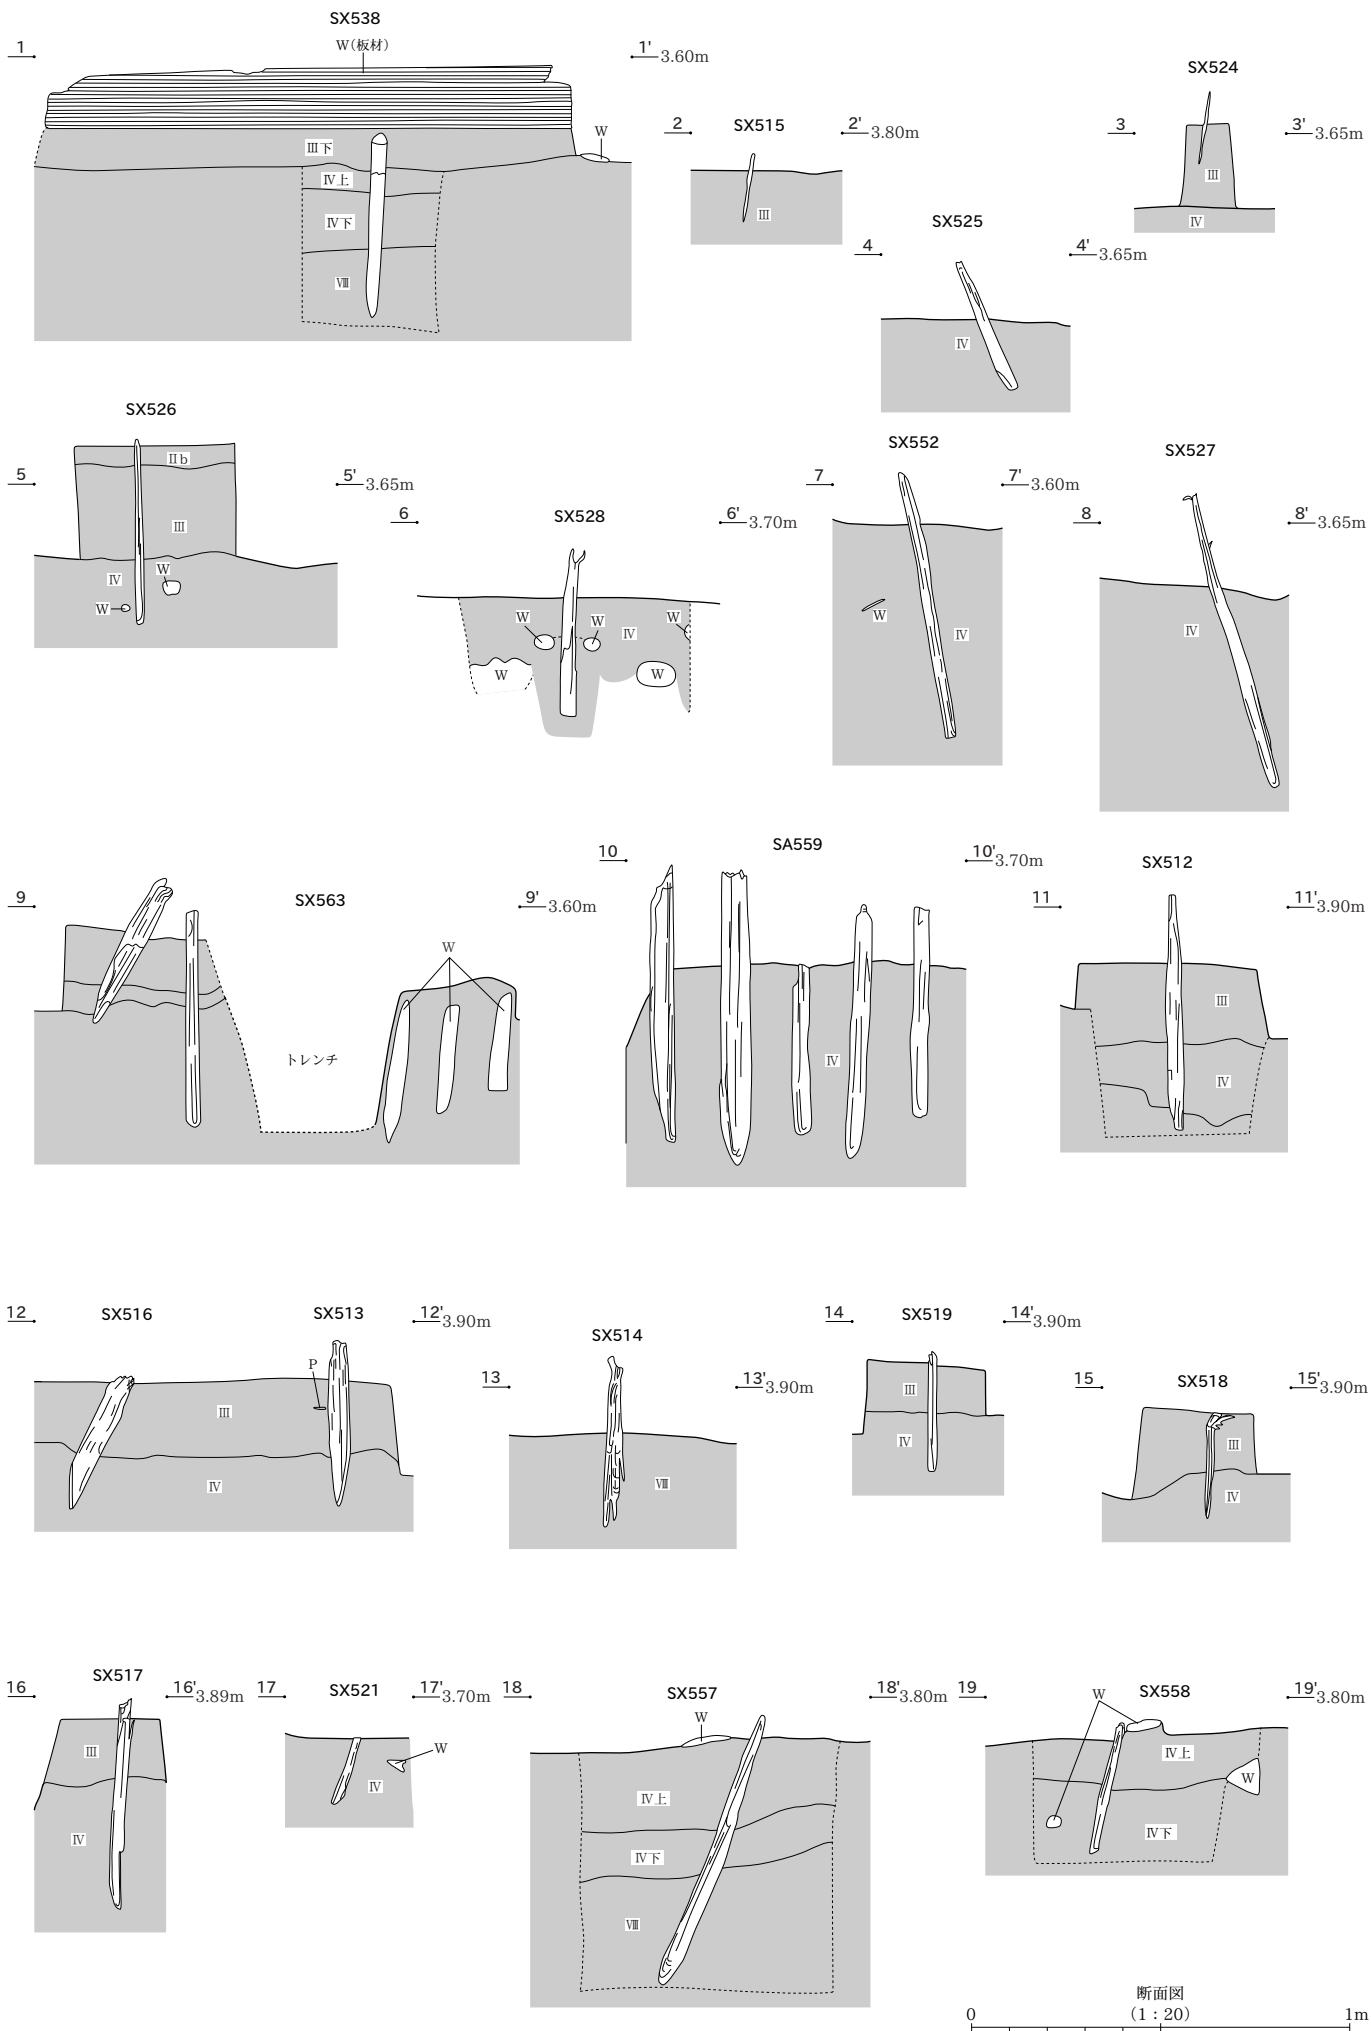 SX538
W（板材）
1 1' 3.60m
Ⅲ下
W
Ⅳ上
Ⅳ下
Ⅷ
SX515
2 2' 3.80m
Ⅲ
SX524
3 3' 3.65m
Ⅲ
Ⅳ
SX525
4 4' 3.65m
Ⅳ
SX526
5 5' 3.65m
Ⅱb
Ⅲ
Ⅳ W
W
SX528
6 6' 3.70m
W W Ⅳ W
W W
SX552
7 7' 3.60m
W Ⅳ
SX527
8 8' 3.65m
Ⅳ
SX563
9 9' 3.60m
W
トレンチ
SA559
10 10' 3.70m
Ⅳ
SX512
11 11' 3.90m
Ⅲ
Ⅳ
SX516 SX513
12 12' 3.90m
P
Ⅲ
Ⅳ
SX514
13 13' 3.90m
Ⅷ
SX519
14 14' 3.90m
Ⅲ
Ⅳ
SX518
15 15' 3.90m
Ⅲ
Ⅳ
SX517
16 16' 3.89m
Ⅲ
Ⅳ
SX521
17 17' 3.70m
W
Ⅳ
SX557
18 18' 3.80m
W
Ⅳ上
Ⅳ下
Ⅷ
SX558
19 19' 3.80m
W
Ⅳ上
W
Ⅳ下
断面図
（1：20）
0 1m